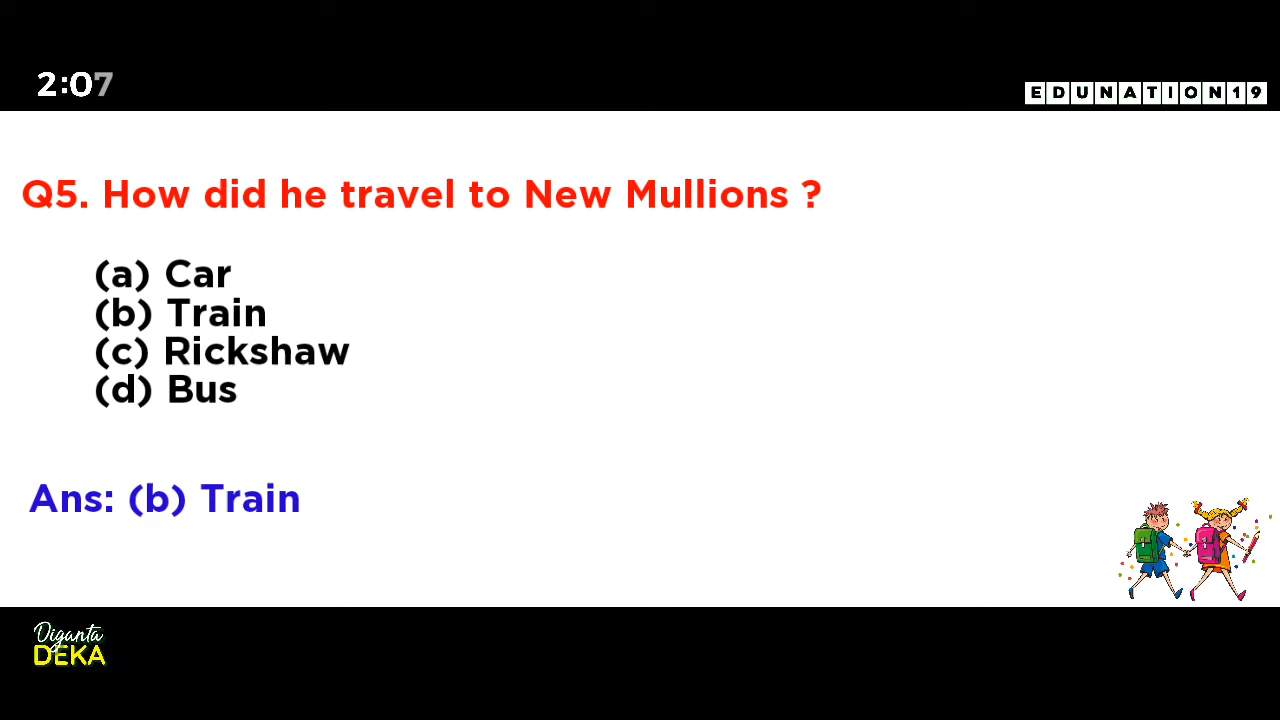 2:07
EDUNATION19
Q5. How did he travel to New Mullions ?
(a) Car
(b) Train
(c) Rickshaw
(d) Bus
Ans: (b) Train
Diganta
DEKA